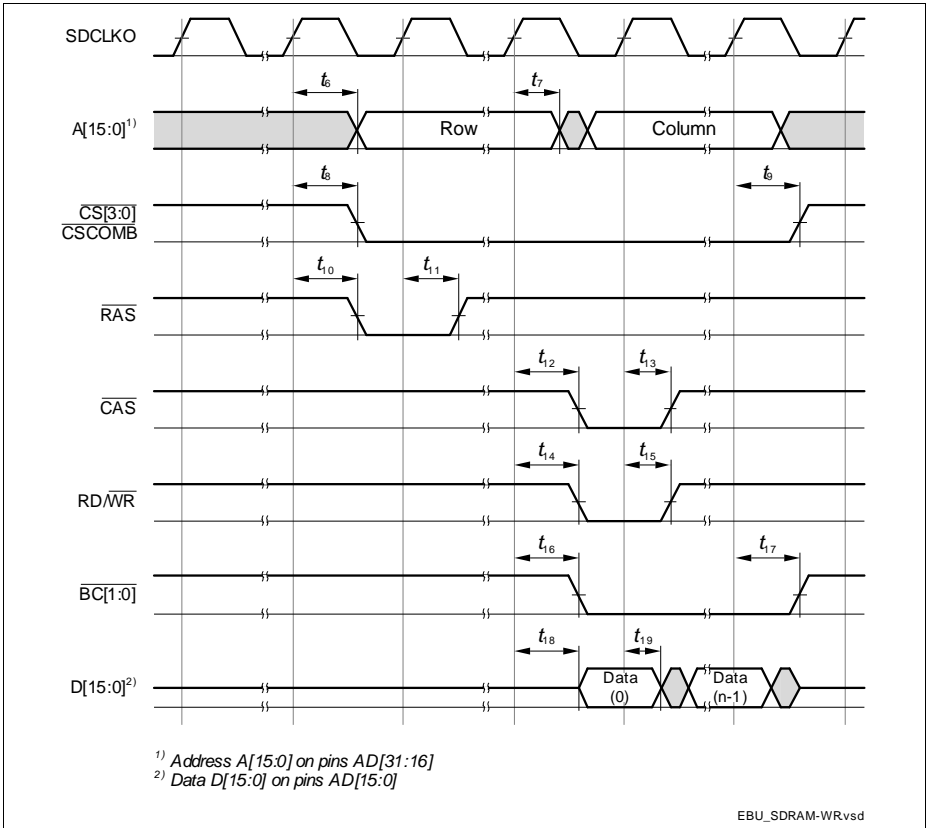 SDCLKO
t6 t7
A[15:0]1) Row Column
t8 t9
CS[3:0]
CSCOMB
t10 t11
RAS
t12 t13
CAS
t14 t15
RD/WR
t16 t17
BC[1:0]
t18 t19
D[15:0]2) Data (0) Data (n-1)
1) Address A[15:0] on pins AD[31:16]
2) Data D[15:0] on pins AD[15:0]
EBU_SDRAM-WR.vsd